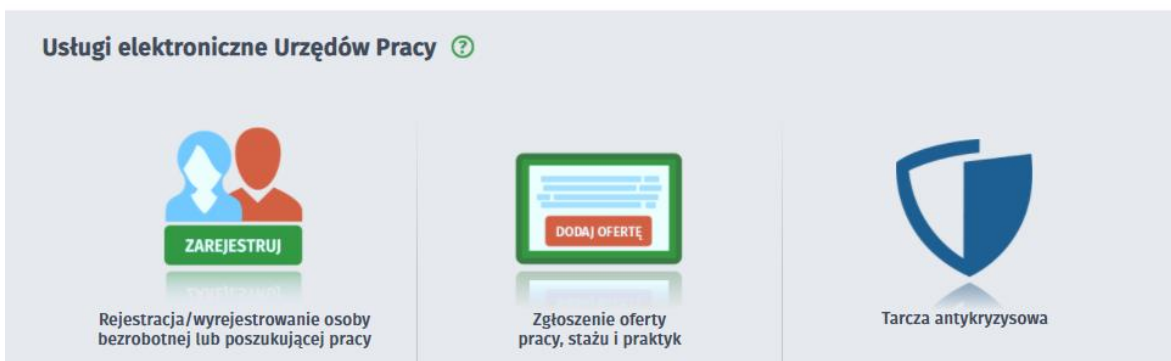 Usługi elektroniczne Urzędów Pracy ?
ZAREJESTRUJ
DODAJ OFERTĘ
Rejestracja/wyrejestrowanie osoby
bezrobotnej lub poszukującej pracy
Zgłoszenie oferty
pracy, stażu i praktyk
Tarcza antykryzysowa